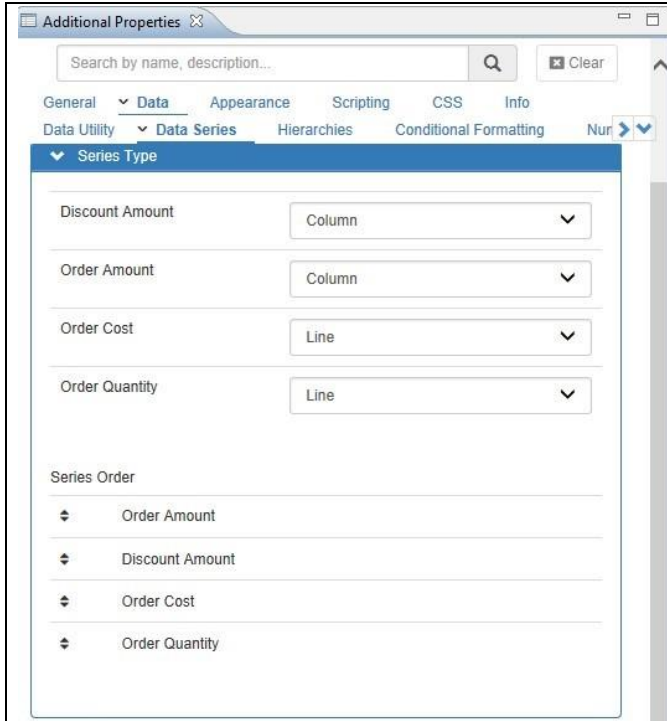 Additional Properties
Search by name, description...
Clear
General Data Appearance Scripting CSS Info
Data Utility Data Series Hierarchies Conditional Formatting Nur
Series Type
Discount Amount Column
Order Amount Column
Order Cost Line
Order Quantity Line
Series Order
Order Amount
Discount Amount
Order Cost
Order Quantity